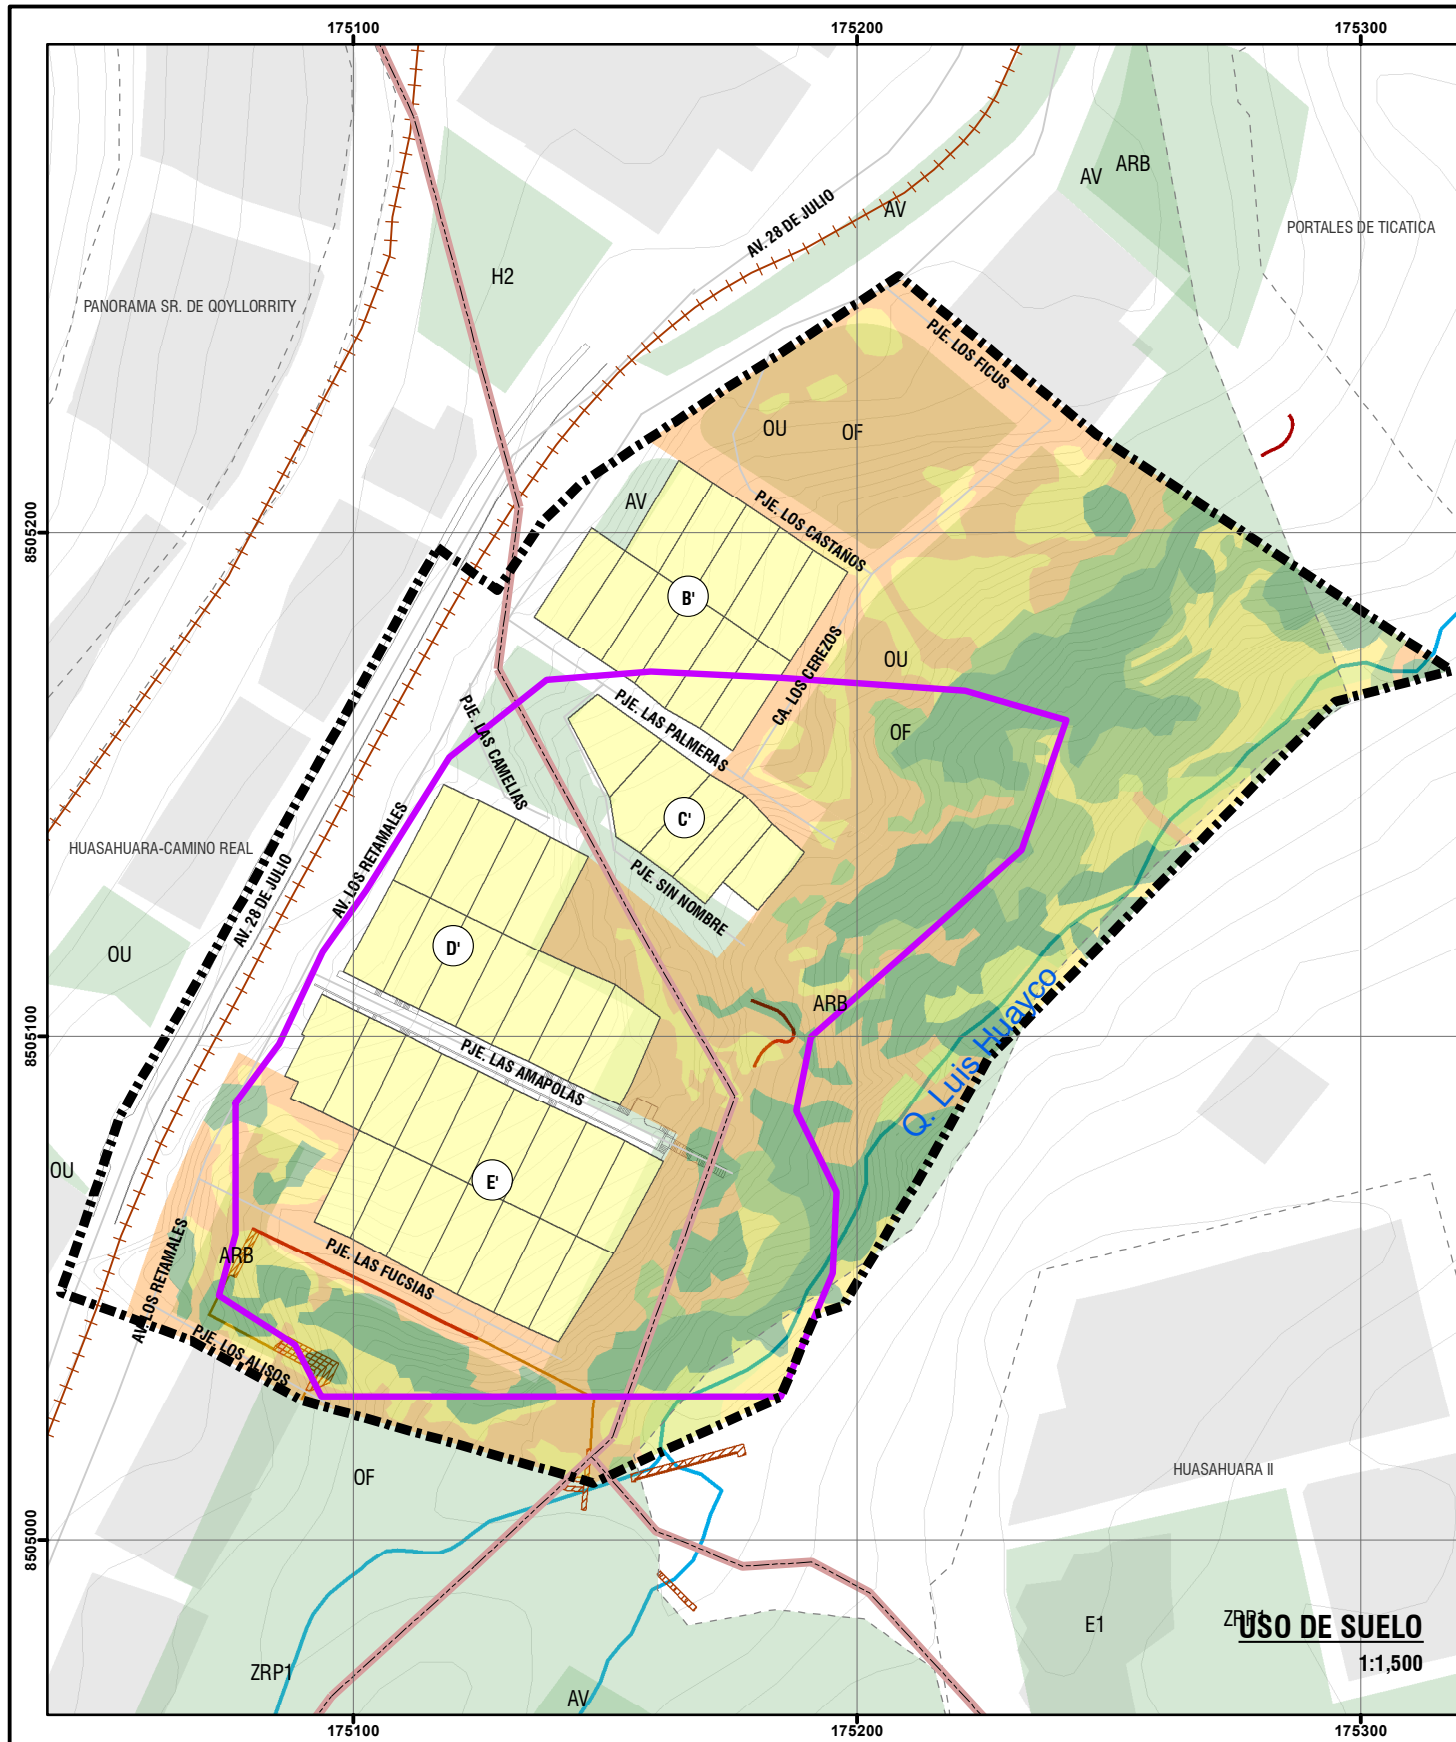 175100
175200
175300
AV. 28 DE JULIO
AV
AV
ARB
PORTALES DE TICATICA
H2
PANORAMA SR. DE QOYLLORRITY
PJE. LOS FICUS
OU
OF
AV
PJE. LOS CASTAÑOS
8505200
B'
CA. LOS CEREZOS
OU
OF
PJE. LAS PALMERAS
PJE. LAS CAMELIAS
C'
AV. LOS RETAMALES
HUASAHUARA-CAMINO REAL
AV. 28 DE JULIO
PJE. SIN NOMBRE
D'
OU
ARB
Q. Luis Huayco
8505100
PJE. LAS AMAPOLAS
OU
E'
AV. LOS RETAMALES
ARB
PJE. LAS FUCSIAS
PJE. LOS ALISOS
OF
HUASAHUARA II
8505000
E1
ZRP1
USO DE SUELO
1:1,500
ZRP1
AV
175100
175200
175300